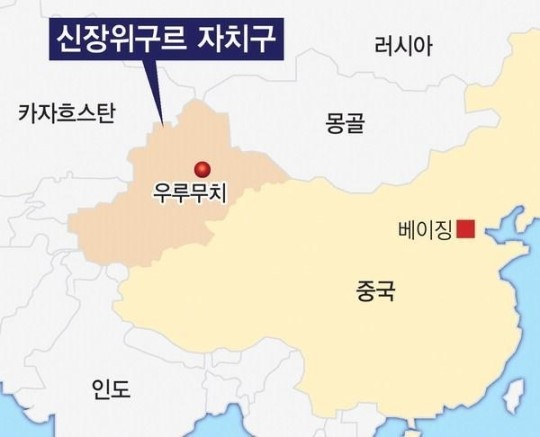 신장위구르 자치구
러시아
카자흐스탄
몽골
우루무치
베이징
중국
인도